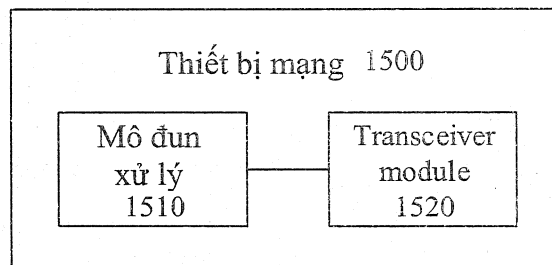 Thiết bị mạng 1500
Mô đun
xử lý
1510
Transceiver
module
1520